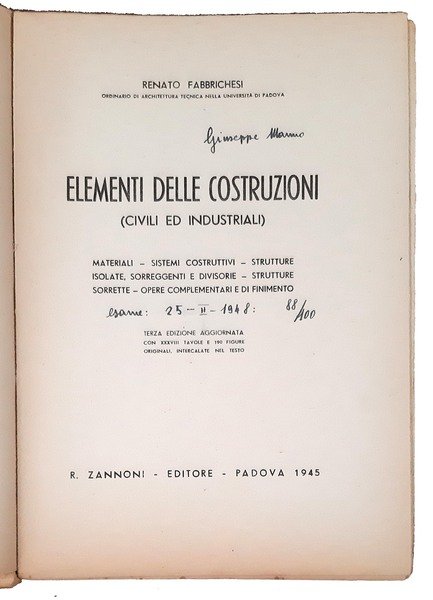 RENATO FABBRICHESI
ORDINARIO DI ARCHITETTURA TECNICA NELLA UNIVERSITÀ DI PADOVA
Giuseppe Manno
ELEMENTI DELLE COSTRUZIONI
(CIVILI ED INDUSTRIALI)
MATERIALI – SISTEMI COSTRUTTIVI – STRUTTURE
ISOLATE, SORREGGENTI E DIVISORIE – STRUTTURE
SORRETTE – OPERE COMPLEMENTARI E DI FINIMENTO
esame: 25 – II – 1948: 88/100
TERZA EDIZIONE AGGIORNATA
CON XXXVIII TAVOLE E 190 FIGURE
ORIGINALI, INTERCALATE NEL TESTO
R. ZANNONI - EDITORE - PADOVA 1945